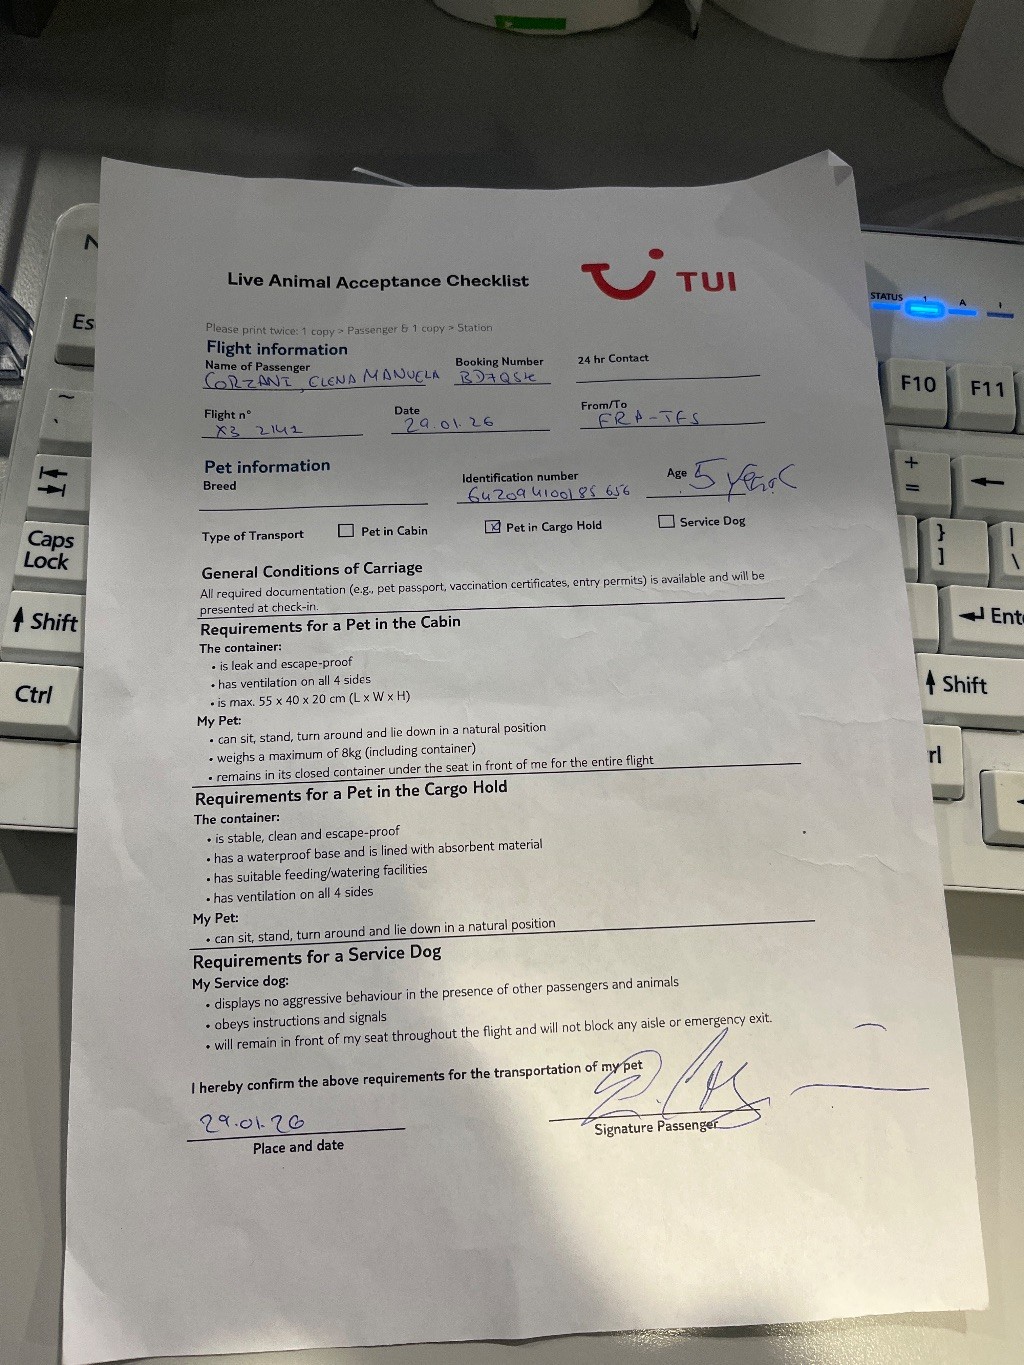 Live Animal Acceptance Checklist
TUI
Please print twice: 1 copy > Passenger & 1 copy > Station
Flight information
Name of Passenger Booking Number 24 hr Contact
CORZANI, ELENA MANUELA
Flight n° Date From/To
X3 2142 29.01.26 FRA-TFS
Pet information
Breed Identification number Age 5 years
642094100185656
Type of Transport Pet in Cabin Pet in Cargo Hold Service Dog
General Conditions of Carriage
All required documentation (e.g., pet passport, vaccination certificates, entry permits) is available and will be
presented at check-in.
Requirements for a Pet in the Cabin
The container:
• is leak and escape-proof
• has ventilation on all 4 sides
• is max. 55 x 40 x 20 cm (L x W x H)
My Pet:
• can sit, stand, turn around and lie down in a natural position
• weighs a maximum of 8kg (including container)
• remains in its closed container under the seat in front of me for the entire flight
Requirements for a Pet in the Cargo Hold
The container:
• is stable, clean and escape-proof
• has a waterproof base and is lined with absorbent material
• has suitable feeding/watering facilities
• has ventilation on all 4 sides
My Pet:
• can sit, stand, turn around and lie down in a natural position
Requirements for a Service Dog
My Service dog:
• displays no aggressive behaviour in the presence of other passengers and animals
• obeys instructions and signals
• will remain in front of my seat throughout the flight and will not block any aisle or emergency exit.
I hereby confirm the above requirements for the transportation of my pet
29.01.26
Place and date Signature Passenger
Es
~
Caps
Lock
Shift
Ctrl
STATUS 1 A
F10 F11
+
=
}
]
|
\
Ente
Shift
rl